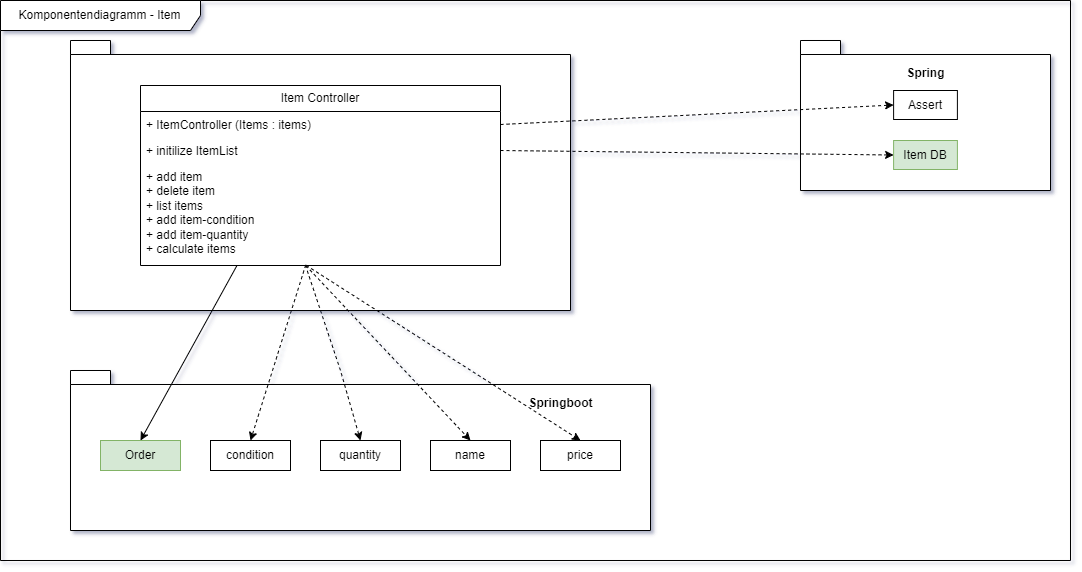 Komponentendiagramm - Item
Item Controller
+ ItemController (Items : items)
+ initilize ItemList
+ add item
+ delete item
+ list items
+ add item-condition
+ add item-quantity
+ calculate items
Spring
Assert
Item DB
Springboot
Order
condition
quantity
name
price